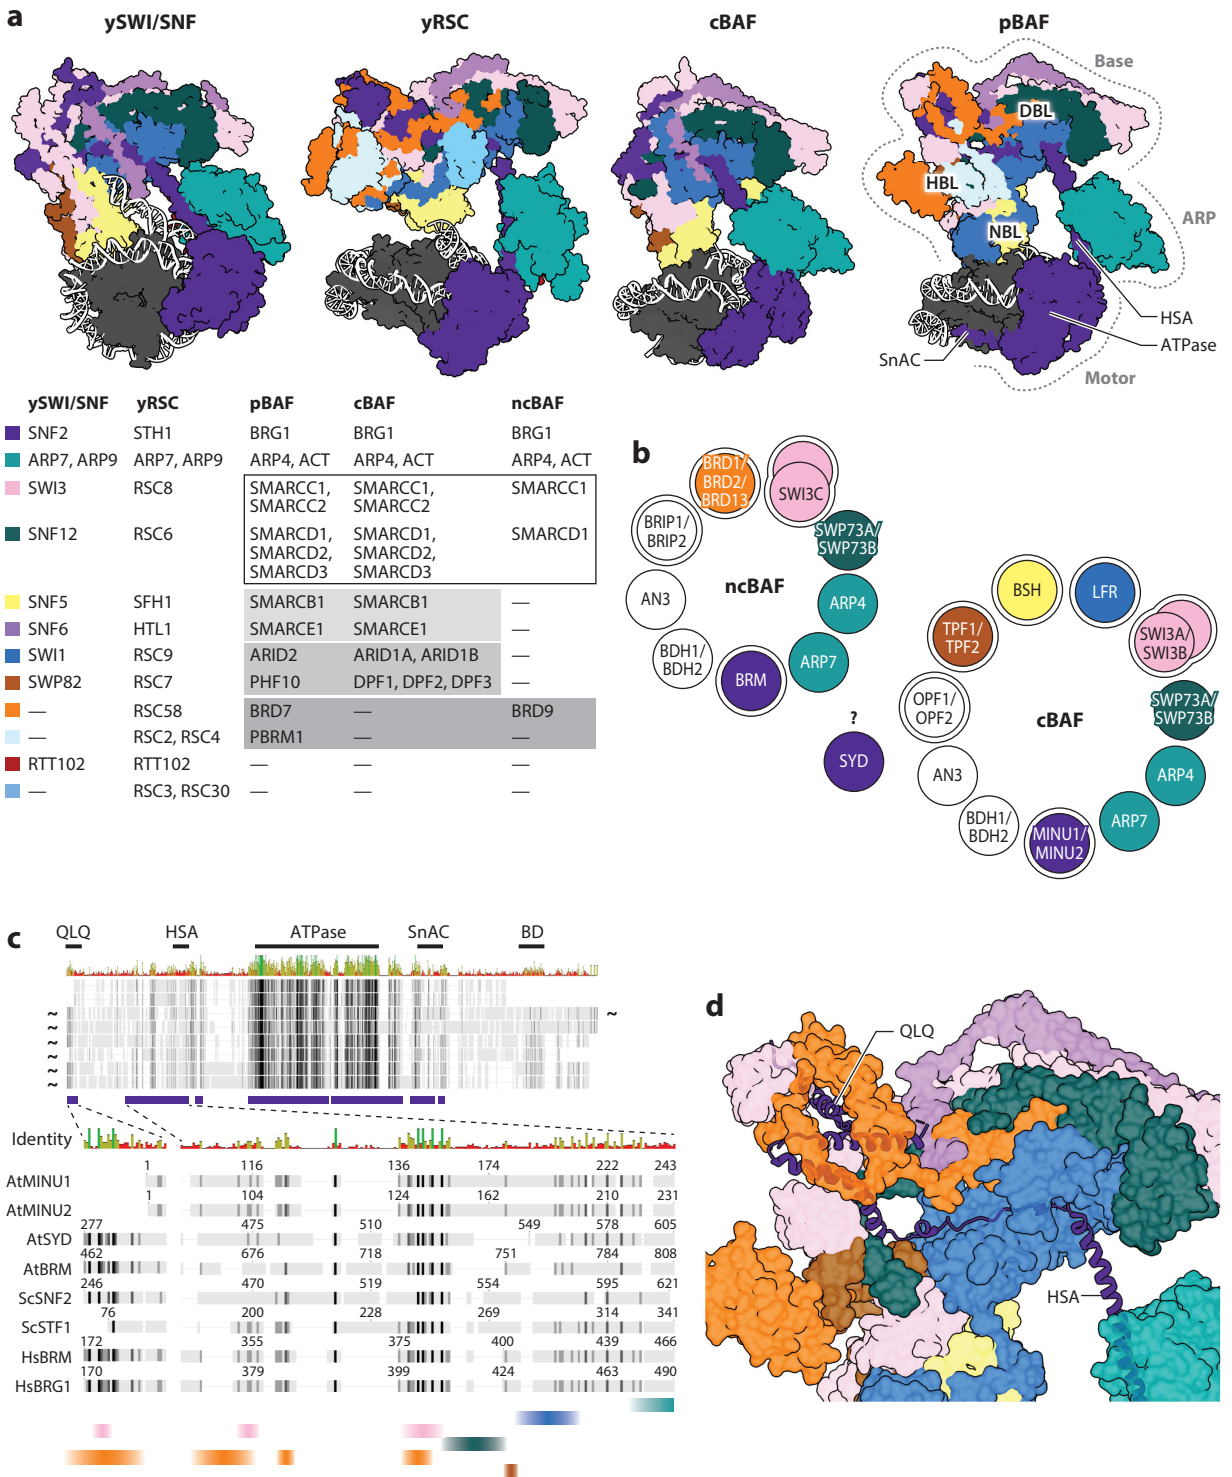 a
ySWI/SNF yRSC cBAF pBAF
Base
DBL
HBL
ARP
NBL
HSA
ATPase
SnAC
Motor
ySWI/SNF yRSC pBAF cBAF ncBAF
SNF2 STH1 BRG1 BRG1 BRG1
ARP7, ARP9 ARP7, ARP9 ARP4, ACT ARP4, ACT ARP4, ACT
SWI3 RSC8 SMARCC1, SMARCC1, SMARCC1
SMARCC2 SMARCC2
SNF12 RSC6 SMARCD1, SMARCD1, SMARCD1
SMARCD2, SMARCD2,
SMARCD3 SMARCD3
SNF5 SFH1 SMARCB1 SMARCB1 —
SNF6 HTL1 SMARCE1 SMARCE1 —
SWI1 RSC9 ARID2 ARID1A, ARID1B —
SWP82 RSC7 PHF10 DPF1, DPF2, DPF3 —
— RSC58 BRD7 — BRD9
— RSC2, RSC4 PBRM1 — —
RTT102 RTT102 — — —
— RSC3, RSC30 — — —
b
BRD1/
BRD2/
BRD13
SWI3C
BRIP1/
BRIP2
SWP73A/
SWP73B
AN3
ncBAF
ARP4
BDH1/
BDH2
BRM
ARP7
?
SYD
BSH
LFR
TPF1/
TPF2
SWI3A/
SWI3B
OPF1/
OPF2
cBAF
SWP73A/
SWP73B
AN3
ARP4
BDH1/
BDH2
MINU1/
MINU2
ARP7
c
QLQ HSA ATPase SnAC BD
~ ~
~
~
~
~
~
Identity
1 116 136 174 222 243
AtMINU1
1 104 124 162 210 231
AtMINU2
277 475 510 549 578 605
AtSYD
462 676 718 751 784 808
AtBRM
246 470 519 554 595 621
ScSNF2
76 200 228 269 314 341
ScSTF1
172 355 375 400 439 466
HsBRM
170 379 399 424 463 490
HsBRG1
d
QLQ
HSA